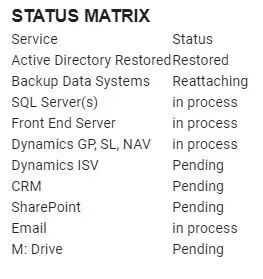 STATUS MATRIX
Service Status
Active Directory Restored Restored
Backup Data Systems Reattaching
SQL Server(s) in process
Front End Server in process
Dynamics GP, SL, NAV in process
Dynamics ISV Pending
CRM Pending
SharePoint Pending
Email in process
M: Drive Pending